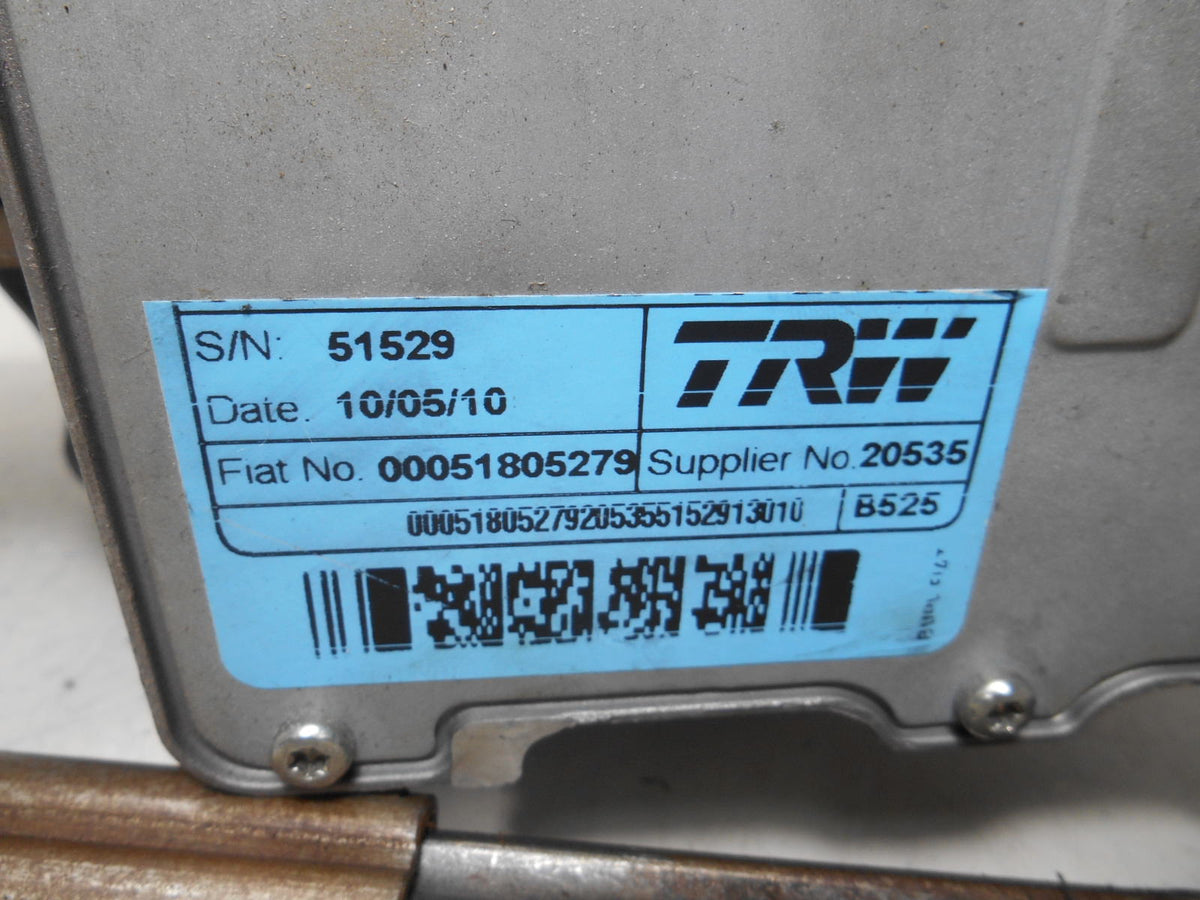 S/N: 51529
TRW
Date. 10/05/10
Fiat No. 00051805279
Supplier No. 20535
00051805279205355152913010
B525